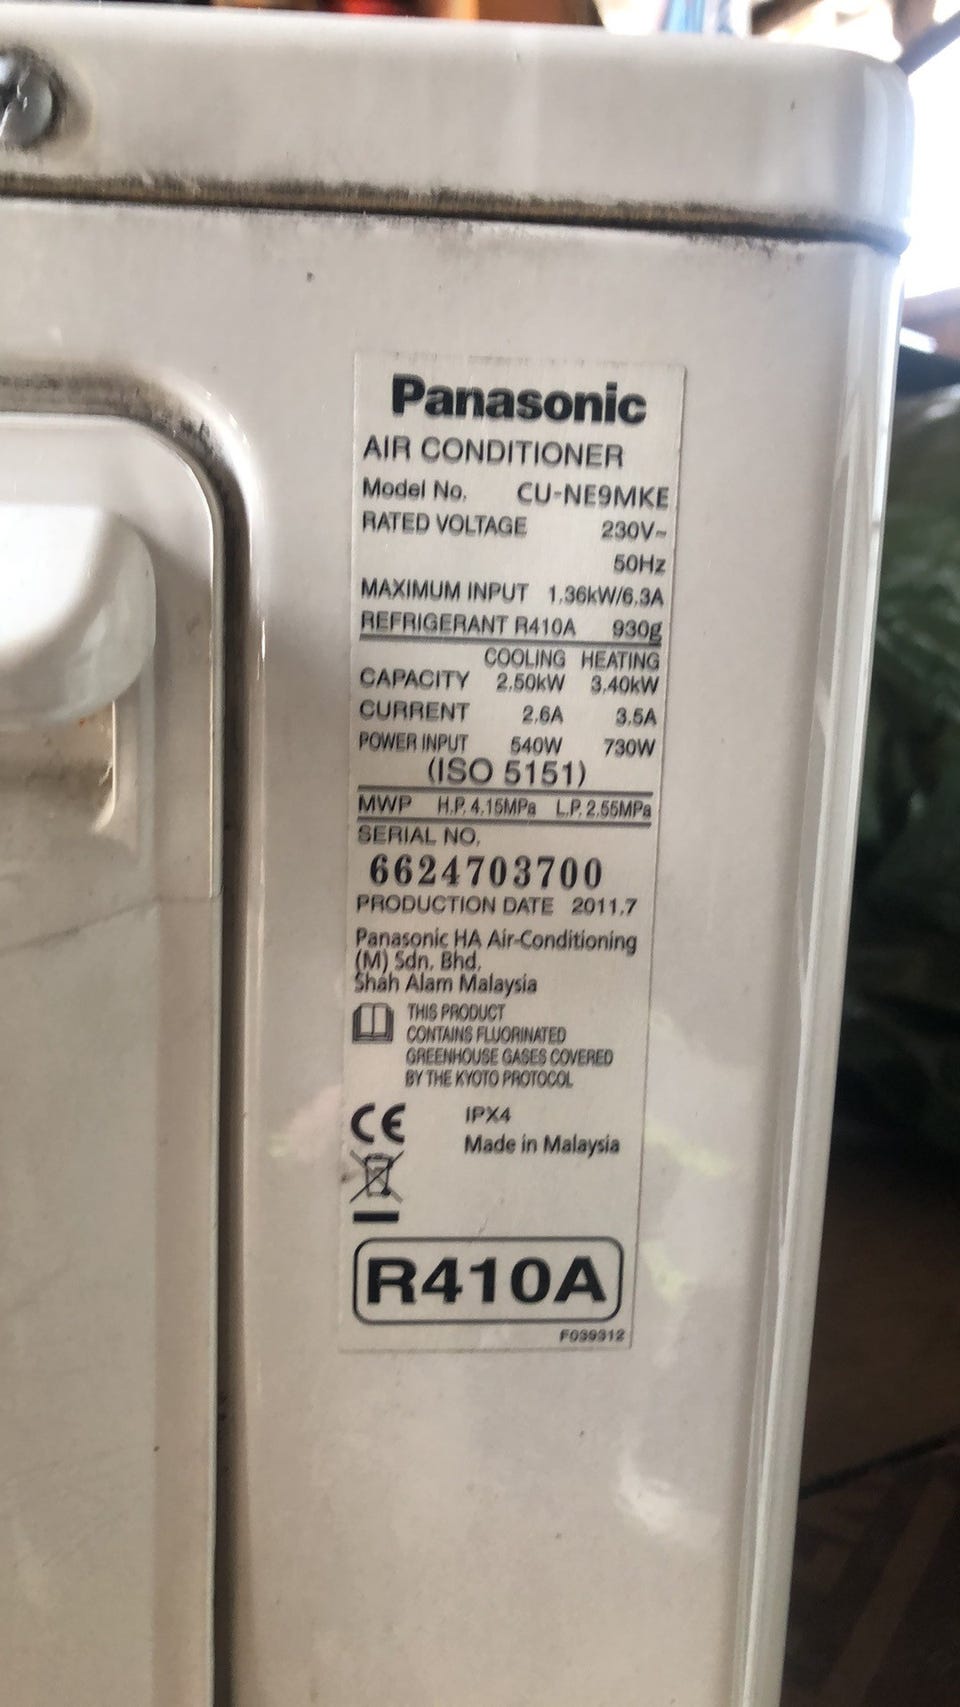 Panasonic
AIR CONDITIONER
Model No. CU-NE9MKE
RATED VOLTAGE 230V~
50Hz
MAXIMUM INPUT 1.36kW/6.3A
REFRIGERANT R410A 930g
COOLING HEATING
CAPACITY 2.50kW 3.40kW
CURRENT 2.6A 3.5A
POWER INPUT 540W 730W
(ISO 5151)
MWP H.P. 4.15MPa L.P. 2.55MPa
SERIAL NO.
6624703700
PRODUCTION DATE 2011.7
Panasonic HA Air-Conditioning
(M) Sdn. Bhd.
Shah Alam Malaysia
THIS PRODUCT
CONTAINS FLUORINATED
GREENHOUSE GASES COVERED
BY THE KYOTO PROTOCOL
CE IPX4
Made in Malaysia
R410A
F039312